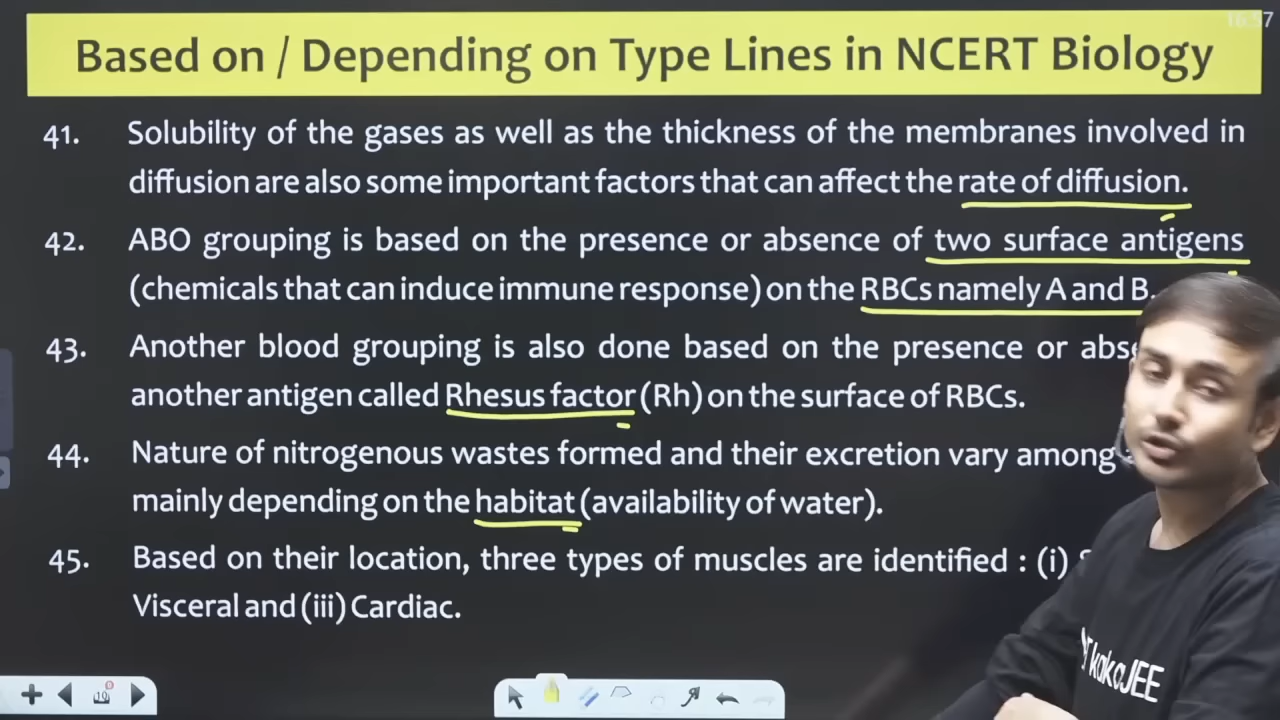 16:57
Based on / Depending on Type Lines in NCERT Biology
41. Solubility of the gases as well as the thickness of the membranes involved in
diffusion are also some important factors that can affect the rate of diffusion.
42. ABO grouping is based on the presence or absence of two surface antigens
(chemicals that can induce immune response) on the RBCs namely A and B.
43. Another blood grouping is also done based on the presence or
another antigen called Rhesus factor (Rh) on the surface of RBCs.
44. Nature of nitrogenous wastes formed and their excretion vary among
mainly depending on the habitat (availability of water).
45. Based on their location, three types of muscles are identified : (i)
Visceral and (iii) Cardiac.
kakaJEE